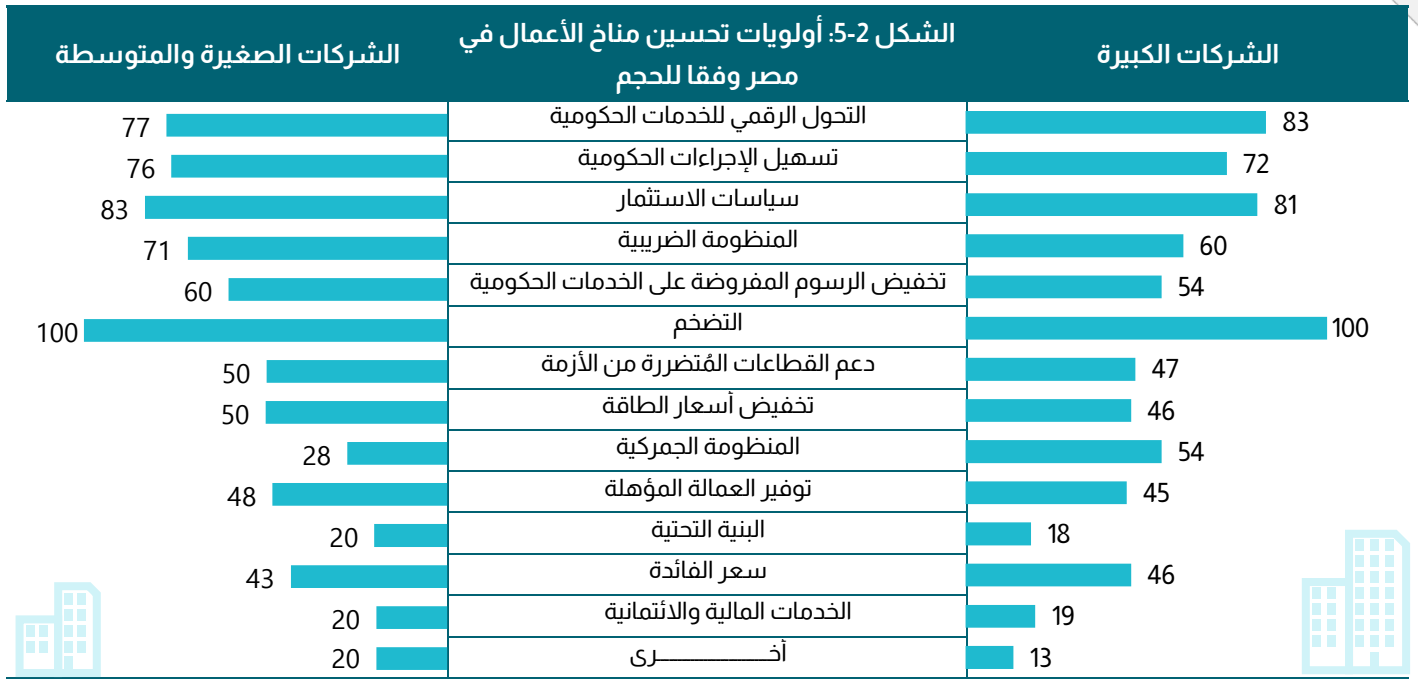 الشركات الكبيرة
الشكل 2-5: أولويات تحسين مناخ الأعمال في
مصر وفقا للحجم
الشركات الصغيرة والمتوسطة
83 التحول الرقمي للخدمات الحكومية 77
72 تسهيل الإجراءات الحكومية 76
81 سياسات الاستثمار 83
60 المنظومة الضريبية 71
54 تخفيض الرسوم المفروضة على الخدمات الحكومية 60
100 التضخم 100
47 دعم القطاعات المُتضررة من الأزمة 50
46 تخفيض أسعار الطاقة 50
54 المنظومة الجمركية 28
45 توفير العمالة المؤهلة 48
18 البنية التحتية 20
46 سعر الفائدة 43
19 الخدمات المالية والائتمانية 20
13 أخـــــــــــرى 20